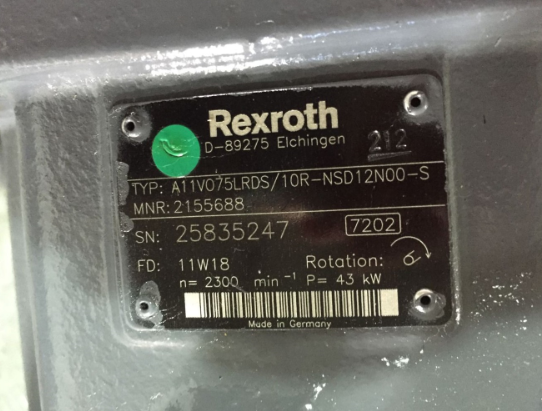 Rexroth
D-89275 Elchingen
212
TYP: A11VO75LRDS/10R-NSD12N00-S
MNR: 2155688
SN: 25835247 7202
FD: 11W18 Rotation:
n= 2300 min⁻¹ P= 43 kW
Made in Germany